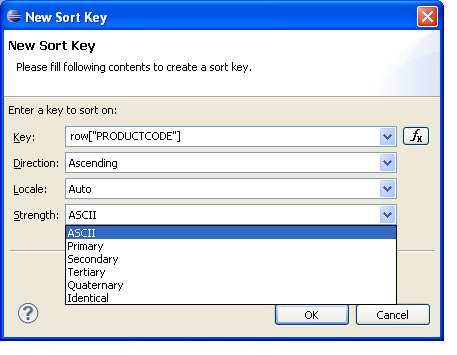 New Sort Key
New Sort Key
Please fill following contents to create a sort key.
Enter a key to sort on:
Key: row["PRODUCTCODE"] fx
Direction: Ascending
Locale: Auto
Strength: ASCII
ASCII
Primary
Secondary
Tertiary
Quaternary
Identical
? OK Cancel